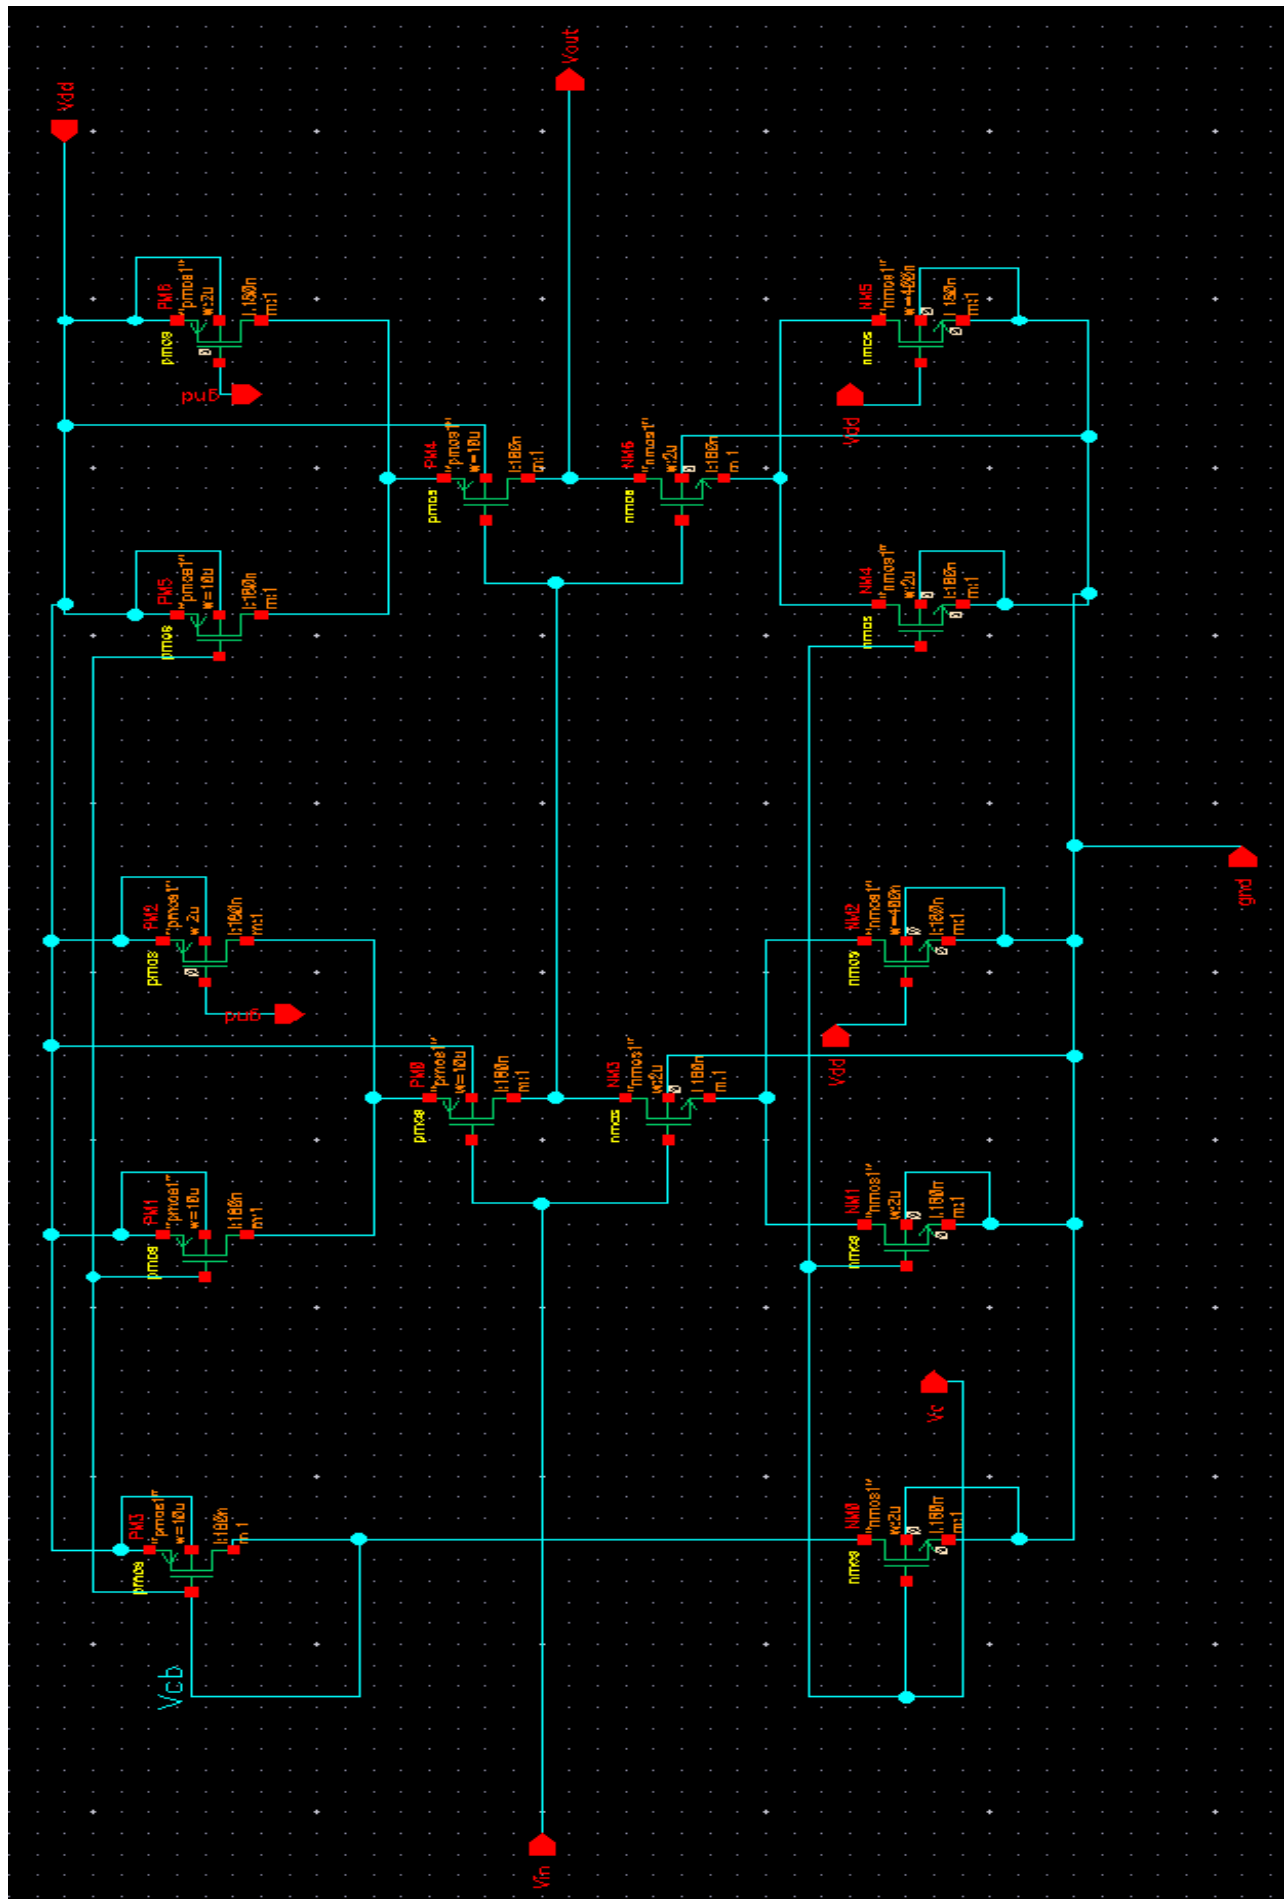 Vdd
PM3
"pmos1"
w=10u
l:180n
m:1
pmos
Vcb
PM1
"pmos1"
w=10u
l:180n
m:1
pmos
PM2
"pmos1"
w:2u
l:180n
m:1
pmos
gnd
PM5
"pmos1"
w=10u
l:180n
m:1
pmos
PM6
"pmos1"
w:2u
l:180n
m:1
pmos
gnd
PM0
"pmos1"
w=10u
l:180n
m:1
pmos
PM4
"pmos1"
w=10u
l:180n
m:1
pmos
Vin
Vout
NM3
"nmos1"
w:2u
l:180n
m:1
nmos
NM6
"nmos1"
w:2u
l:180n
m:1
nmos
NM0
"nmos1"
w:2u
l:180n
m:1
nmos
Vc
NM1
"nmos1"
w:2u
l:180n
m:1
nmos
NM2
"nmos1"
w=400n
l:180n
m:1
nmos
Vdd
NM4
"nmos1"
w:2u
l:180n
m:1
nmos
NM5
"nmos1"
w=400n
l:180n
m:1
nmos
Vdd
gnd